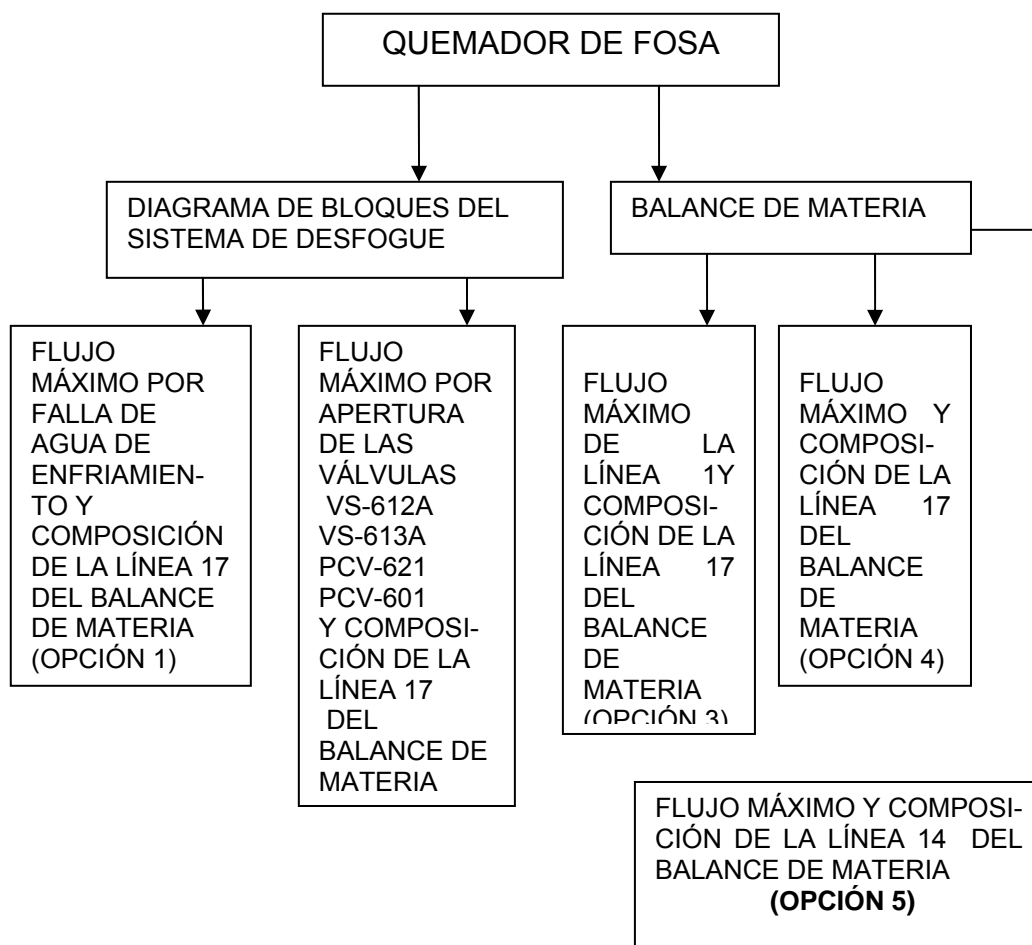 QUEMADOR DE FOSA
DIAGRAMA DE BLOQUES DEL
SISTEMA DE DESFOGUE
BALANCE DE MATERIA
FLUJO
MÁXIMO POR
FALLA DE
AGUA DE
ENFRIAMIEN-
TO Y
COMPOSICIÓN
DE LA LÍNEA 17
DEL BALANCE
DE MATERIA
(OPCIÓN 1)
FLUJO
MÁXIMO POR
APERTURA
DE LAS
VÁLVULAS
VS-612A
VS-613A
PCV-621
PCV-601
Y COMPOSI-
CIÓN DE LA
LÍNEA 17
DEL
BALANCE DE
MATERIA
FLUJO
MÁXIMO
DE LA
LÍNEA 1Y
COMPOSI-
CIÓN DE LA
LÍNEA 17
DEL
BALANCE
DE
MATERIA
(OPCIÓN 3)
FLUJO
MÁXIMO Y
COMPOSI-
CIÓN DE LA
LÍNEA 17
DEL
BALANCE
DE
MATERIA
(OPCIÓN 4)
FLUJO MÁXIMO Y COMPOSI-
CIÓN DE LA LÍNEA 14 DEL
BALANCE DE MATERIA
(OPCIÓN 5)